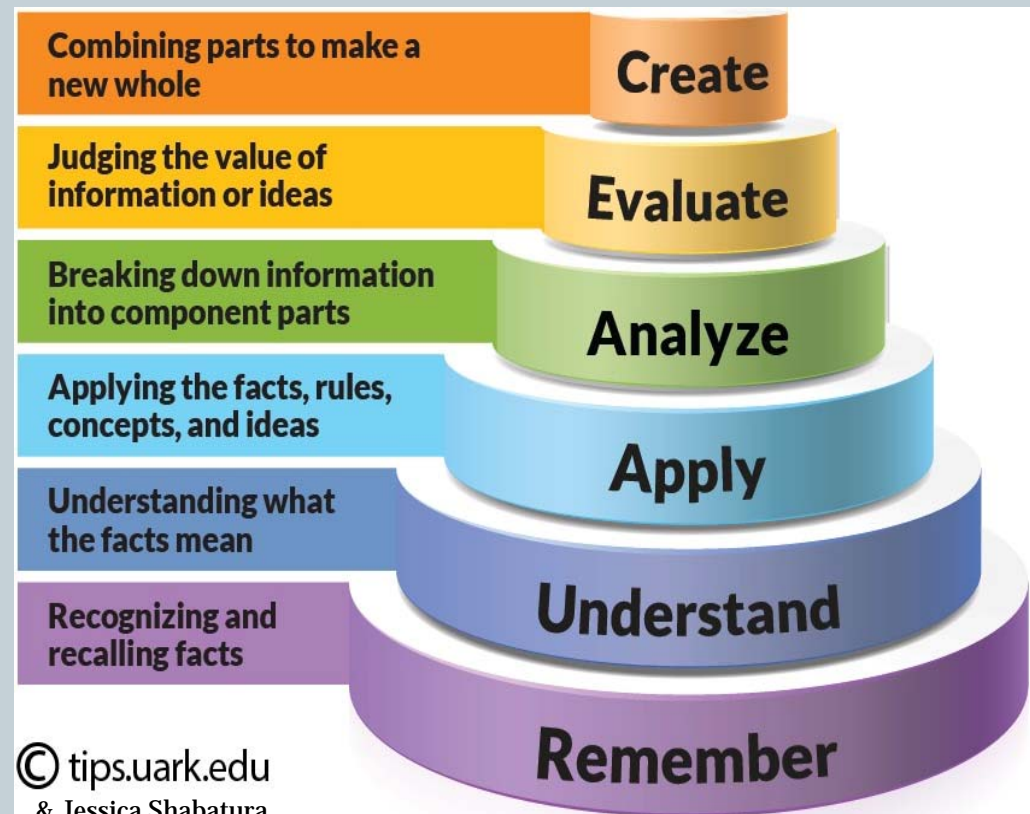 Combining parts to make a
new whole
Create
Judging the value of
information or ideas
Evaluate
Breaking down information
into component parts
Analyze
Applying the facts, rules,
concepts, and ideas
Apply
Understanding what
the facts mean
Understand
Recognizing and
recalling facts
Remember
© tips.uark.edu
& Jessica Shabatura